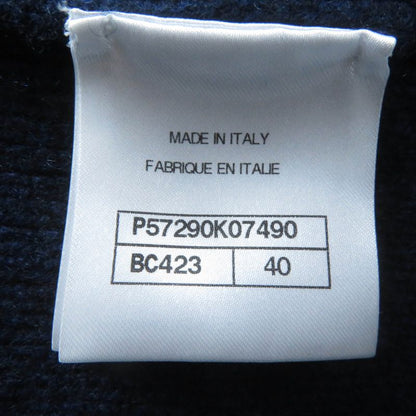 MADE IN ITALY
FABRIQUE EN ITALIE
P57290K07490
BC423 40